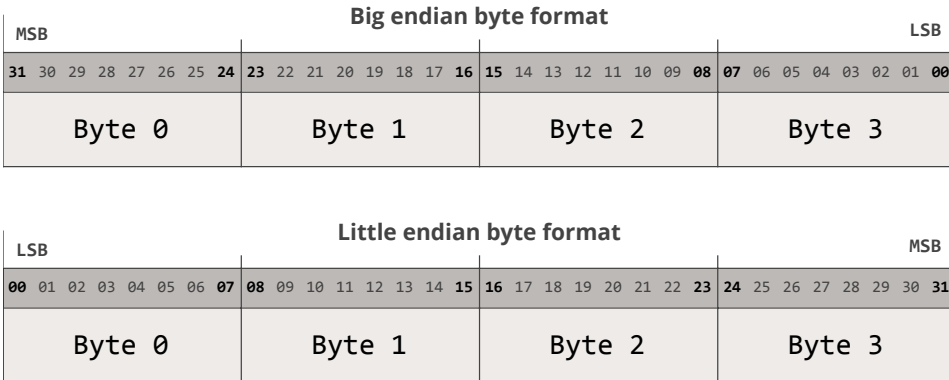 Big endian byte format
MSB LSB
31 30 29 28 27 26 25 24 23 22 21 20 19 18 17 16 15 14 13 12 11 10 09 08 07 06 05 04 03 02 01 00
Byte 0 Byte 1 Byte 2 Byte 3
Little endian byte format
LSB MSB
00 01 02 03 04 05 06 07 08 09 10 11 12 13 14 15 16 17 18 19 20 21 22 23 24 25 26 27 28 29 30 31
Byte 0 Byte 1 Byte 2 Byte 3